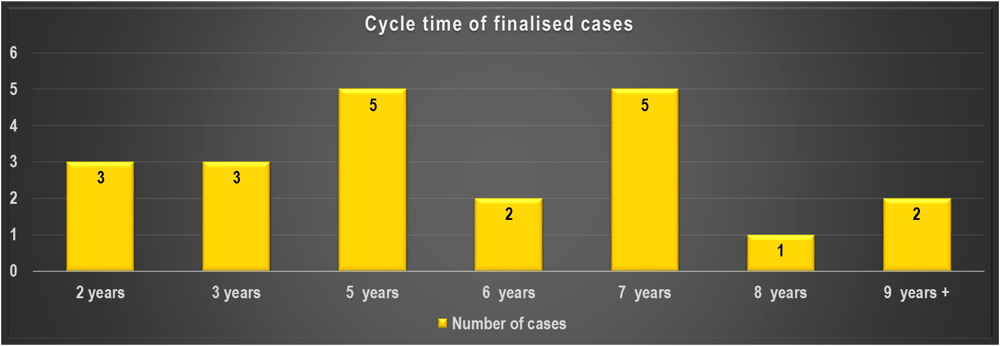 Cycle time of finalised cases
6
5
4
3
2
1
0
3
3
5
2
5
1
2
2 years
3 years
5 years
6 years
7 years
8 years
9 years +
Number of cases